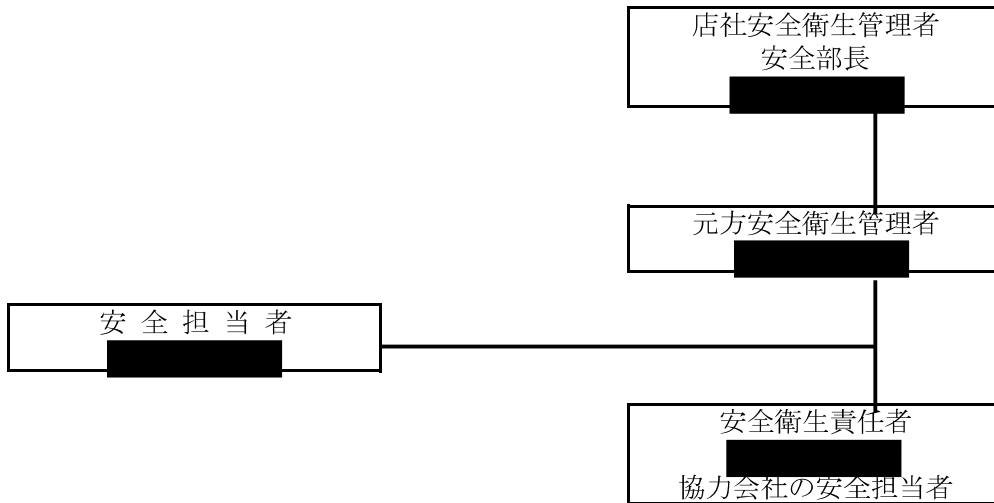 店社安全衛生管理者
安全部長
元方安全衛生管理者
安全担当者
安全衛生責任者
協力会社の安全担当者